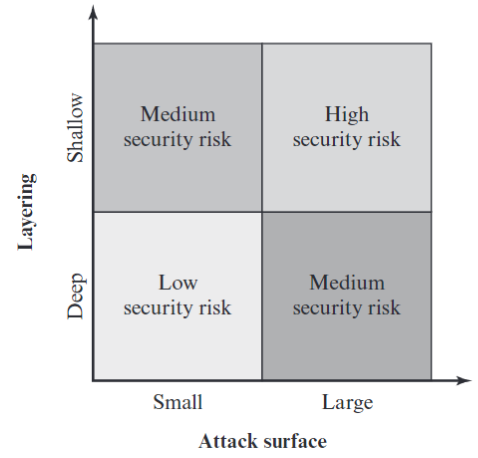 Layering
Shallow
Deep
Medium
security risk
High
security risk
Low
security risk
Medium
security risk
Small
Large
Attack surface